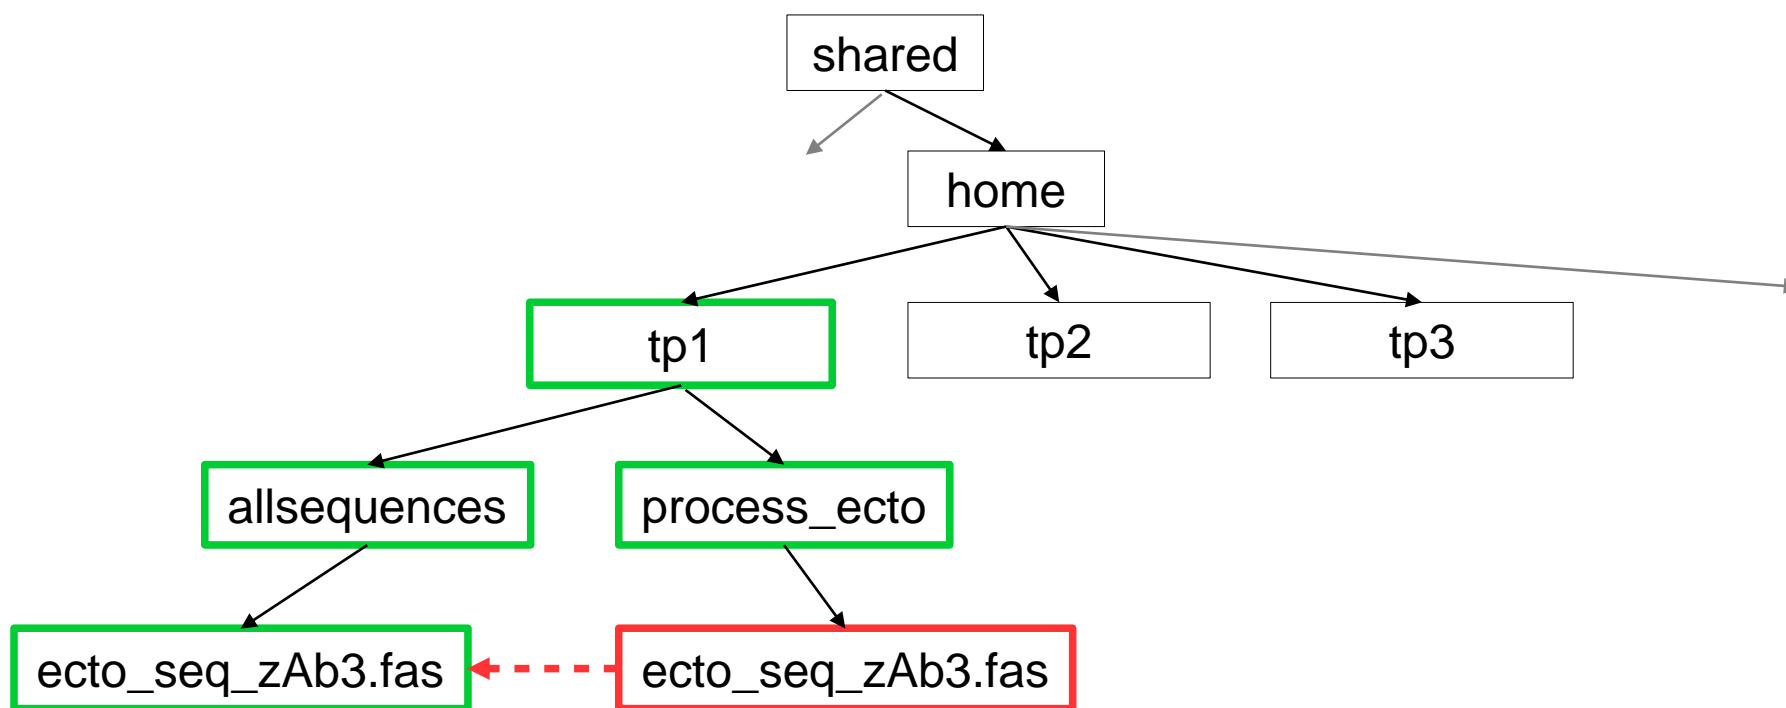 shared
home
tp1
tp2
tp3
allsequences
process_ecto
ecto_seq_zAb3.fas
ecto_seq_zAb3.fas